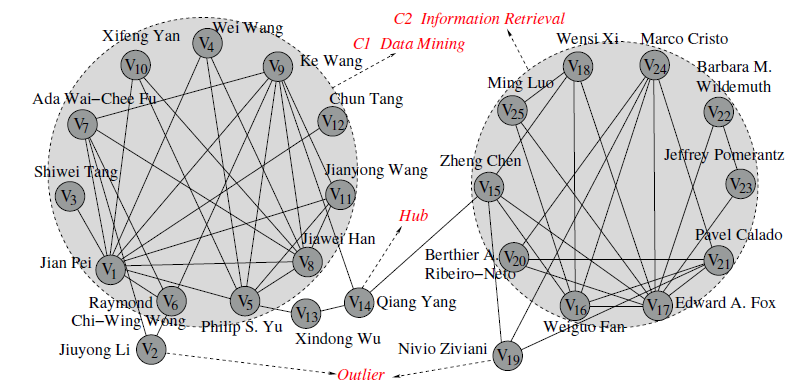 C2 Information Retrieval
C1 Data Mining
Xifeng Yan
Wei Wang
Ke Wang
Wensi Xi
Marco Cristo
V10
V4
V9
V18
V24
Barbara M.
Wildemuth
Ming Luo
Ada Wai-Chee Fu
Chun Tang
V7
V12
V25
V22
Shiwei Tang
Jianyong Wang
Zheng Chen
Jeffrey Pomerantz
V3
V11
V15
V23
Hub
Jian Pei
Jiawei Han
Berthier A.
Ribeiro-Neto
Pavel Calado
V1
V8
V20
V21
Raymond
Chi-Wing Wong
V6
V5
V13
V14
Qiang Yang
V16
V17
Edward A. Fox
Philip S. Yu
Xindong Wu
Weiguo Fan
Jiuyong Li
V2
Nivio Ziviani
V19
Outlier